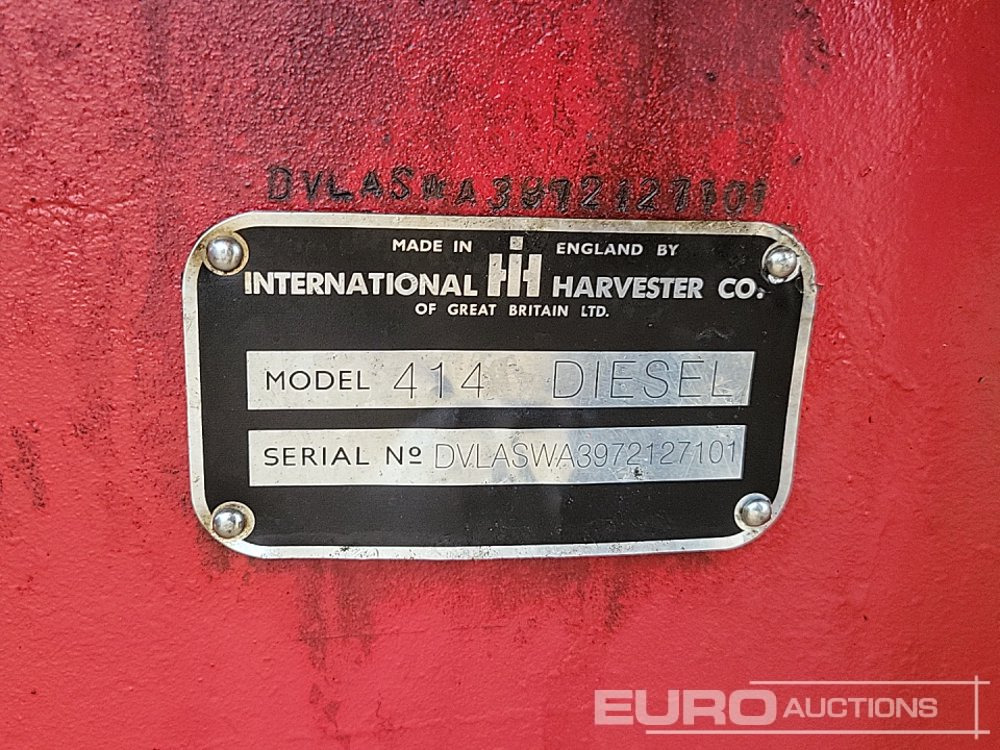 DVLASWA3972127101
MADE IN IH ENGLAND BY
INTERNATIONAL HARVESTER CO.
OF GREAT BRITAIN LTD.
MODEL 414 DIESEL
SERIAL Nº DVLASWA3972127101
EURO AUCTIONS